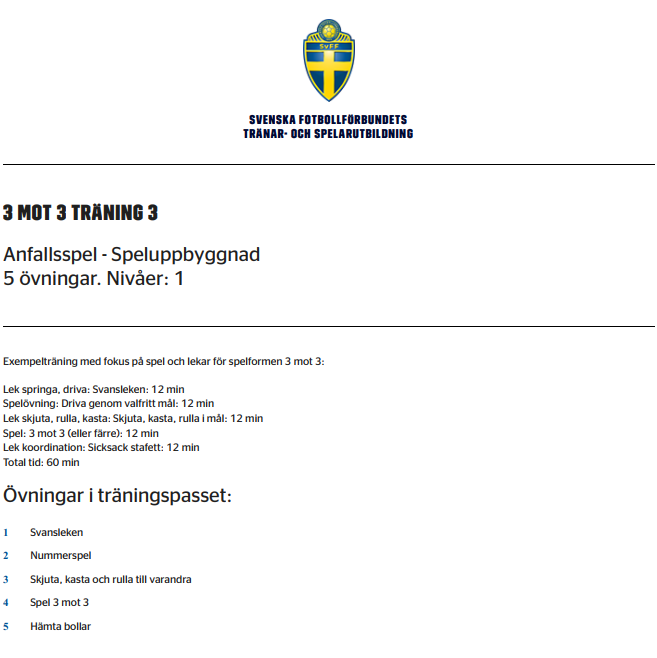 SvFF
SVENSKA FOTBOLLFÖRBUNDETS
TRÄNAR- OCH SPELARUTBILDNING
3 MOT 3 TRÄNING 3
Anfallsspel - Speluppbyggnad
5 övningar. Nivåer: 1
Exempelträning med fokus på spel och lekar för spelformen 3 mot 3:
Lek springa, driva: Svansleken: 12 min
Spelövning: Driva genom valfritt mål: 12 min
Lek skjuta, rulla, kasta: Skjuta, kasta, rulla i mål: 12 min
Spel: 3 mot 3 (eller färre): 12 min
Lek koordination: Sicksack stafett: 12 min
Total tid: 60 min
Övningar i träningspasset:
1 Svansleken
2 Nummerspel
3 Skjuta, kasta och rulla till varandra
4 Spel 3 mot 3
5 Hämta bollar